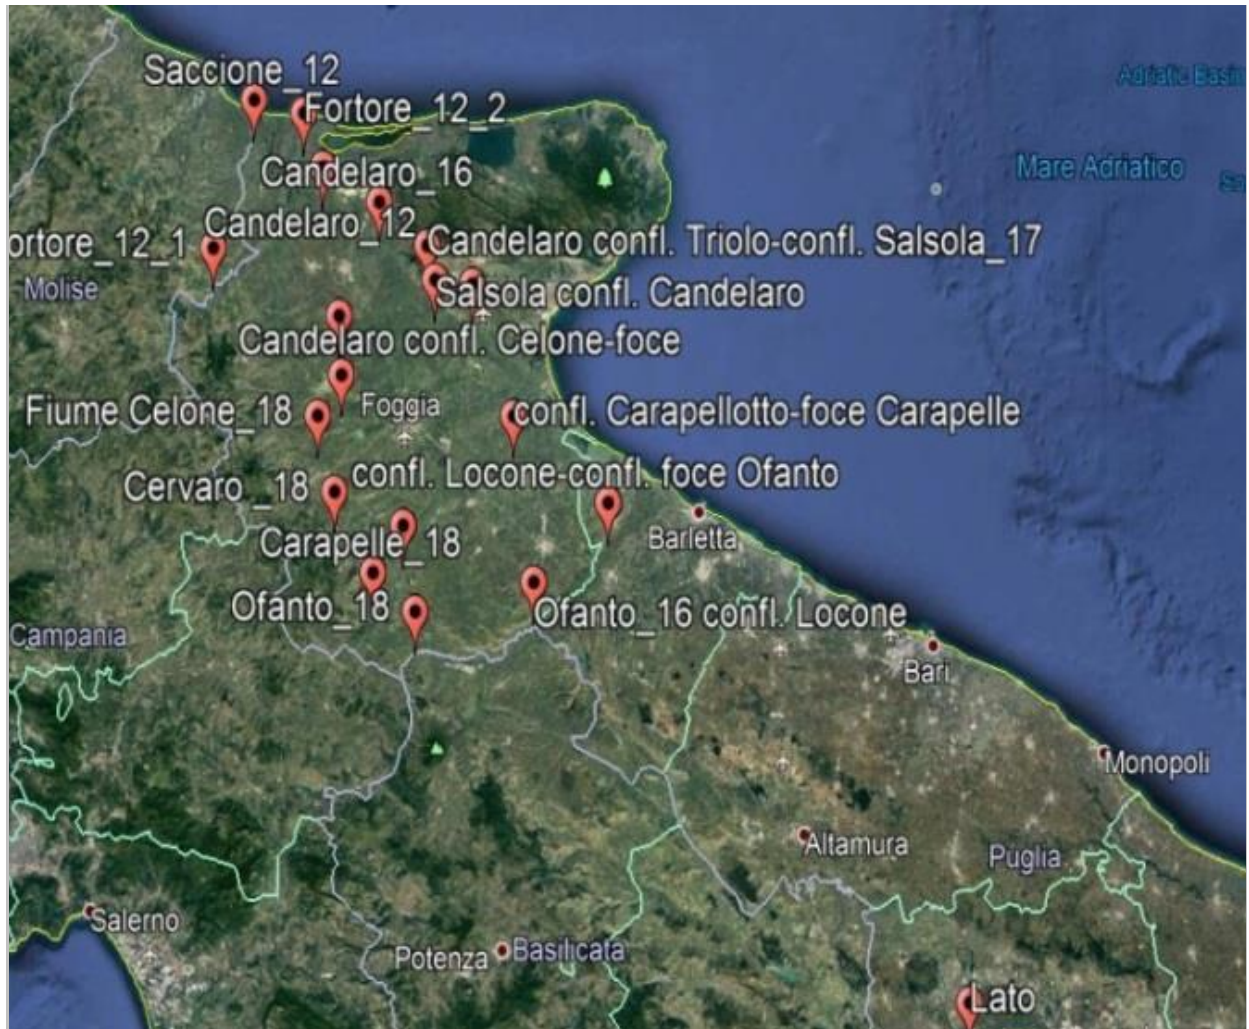 Saccione_12
Adriatic Basin
Fortore_12_2
Mare Adriatico
Candelaro_16
Candelaro_12
ortore_12_1
Candelaro confl. Triolo-confl. Salsola_17
Molise
Salsola confl. Candelaro
Candelaro confl. Celone-foce
Foggia
Fiume Celone_18
confl. Carapellotto-foce Carapelle
confl. Locone-confl. foce Ofanto
Cervaro _18
Barletta
Carapelle_18
Ofanto_18
Ofanto_16 confl. Locone
Campania
Bari
Monopoli
Altamura
Puglia
Salerno
Potenza
Basilicata
Lato